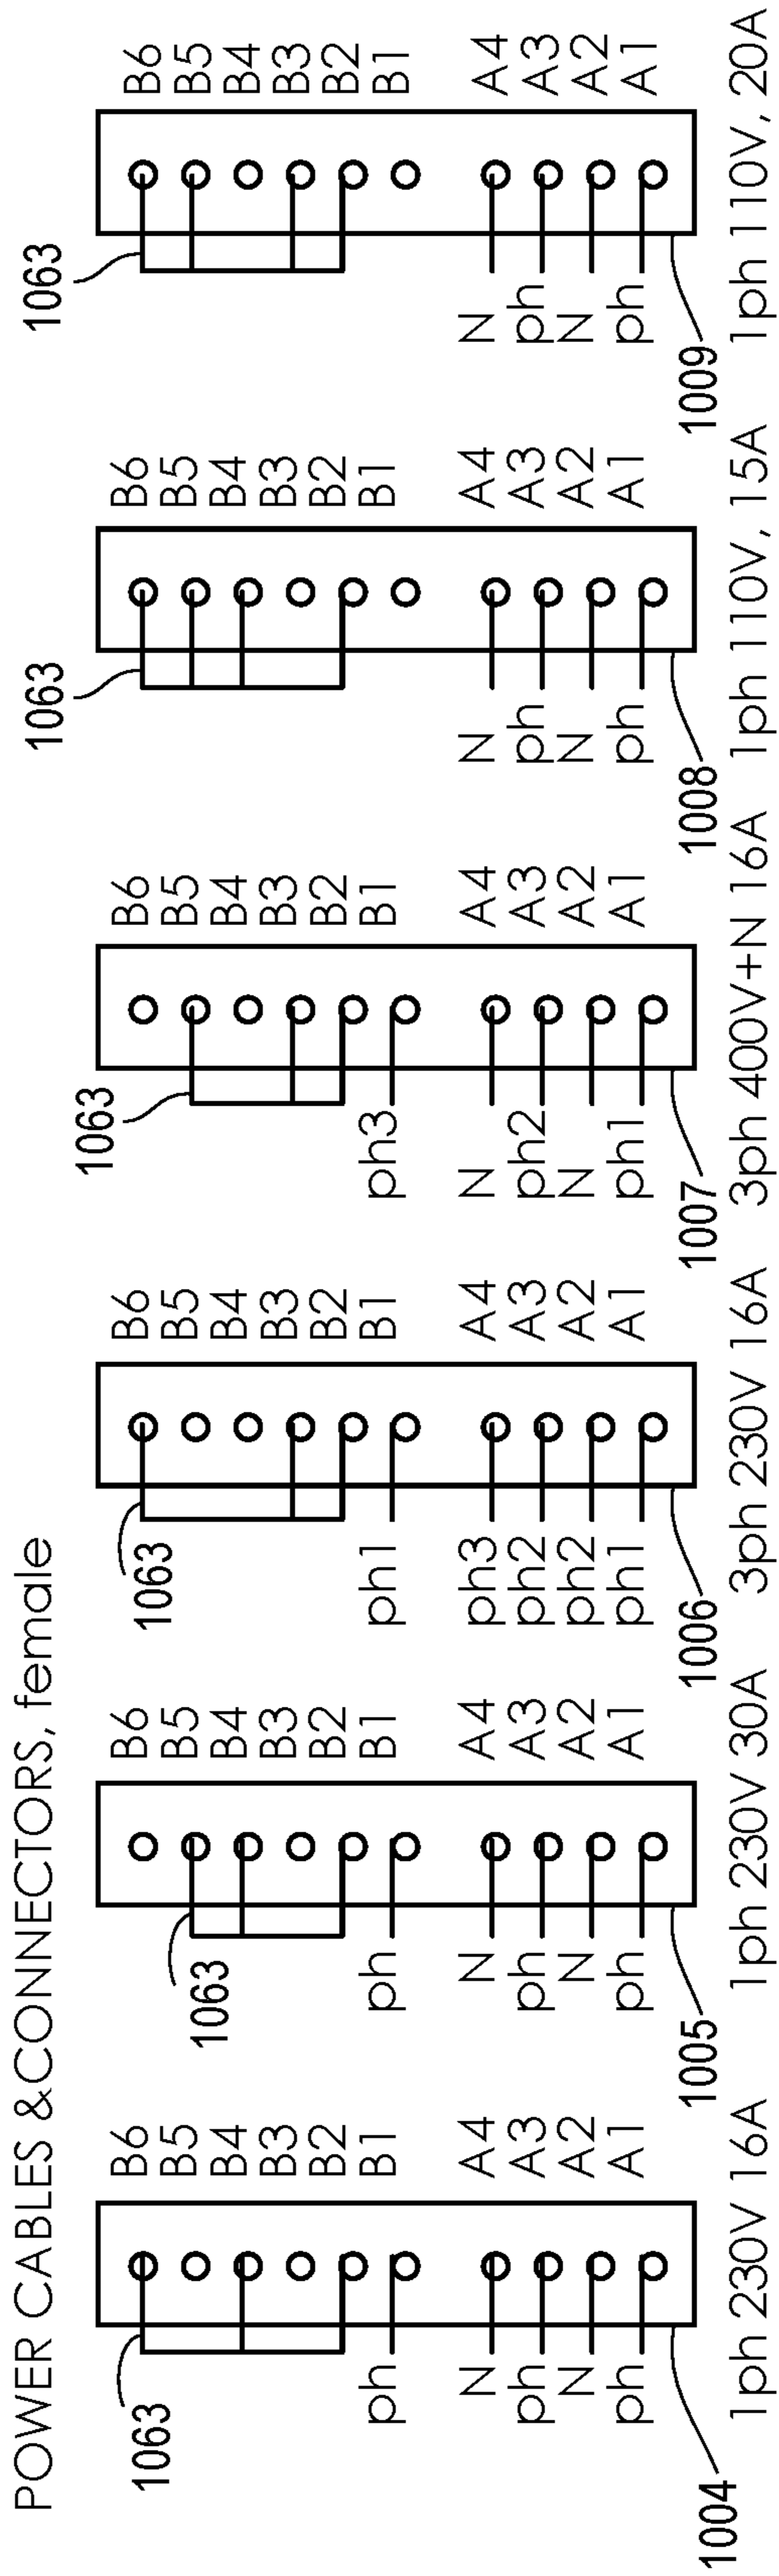 POWER CABLES &CONNECTORS, female
1063
B6
B5
B4
B3
B2
B1
ph
A4
A3
A2
A1
N
ph
N
ph
1004
1ph 230V 16A
1063
B6
B5
B4
B3
B2
B1
ph
A4
A3
A2
A1
N
ph
N
ph
1005
1ph 230V 30A
1063
B6
B5
B4
B3
B2
B1
ph1
A4
A3
A2
A1
ph3
ph2
ph2
ph1
1006
3ph 230V 16A
1063
B6
B5
B4
B3
B2
B1
ph3
A4
A3
A2
A1
N
ph2
N
ph1
1007
3ph 400V+N 16A
1063
B6
B5
B4
B3
B2
B1
A4
A3
A2
A1
N
ph
N
ph
1008
1ph 110V, 15A
1063
B6
B5
B4
B3
B2
B1
A4
A3
A2
A1
N
ph
N
ph
1009
1ph 110V, 20A